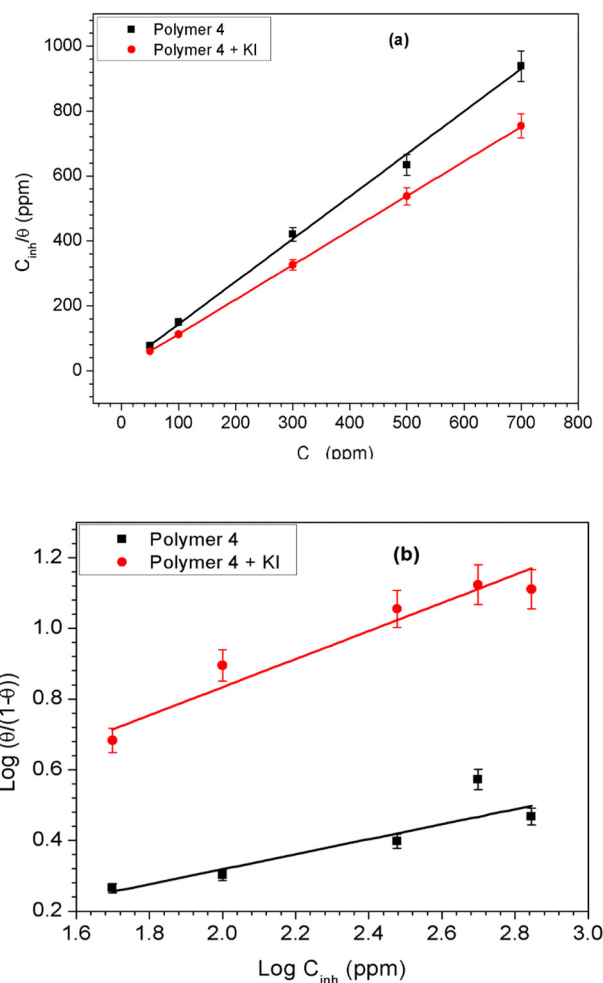 Polymer 4
Polymer 4 + KI
(a)
1000
800
600
400
200
0
C_inh/θ (ppm)
0 100 200 300 400 500 600 700 800
C (ppm)
Polymer 4
Polymer 4 + KI
(b)
1.2
1.0
0.8
0.6
0.4
0.2
Log (θ/(1-θ))
1.6 1.8 2.0 2.2 2.4 2.6 2.8 3.0
Log C_inh (ppm)